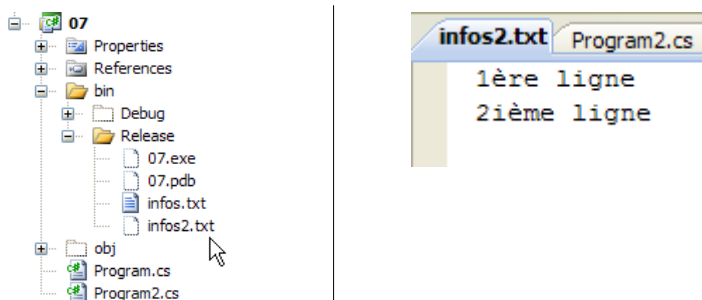 07
Properties
References
bin
Debug
Release
07.exe
07.pdb
infos.txt
infos2.txt
obj
Program.cs
Program2.cs
infos2.txt Program2.cs
1ère ligne
2ième ligne